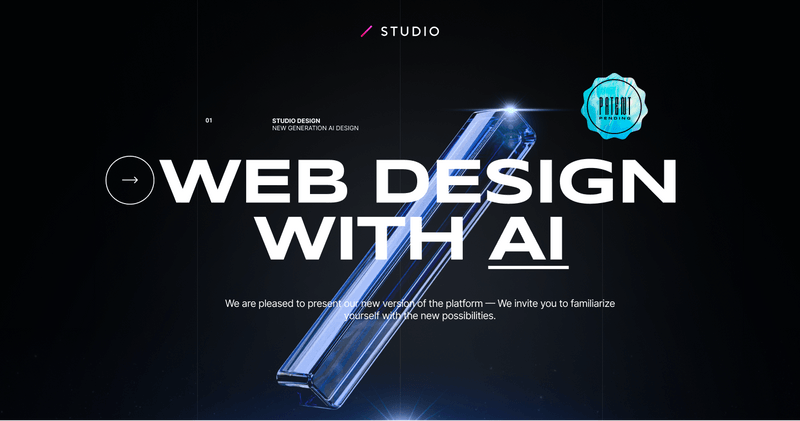 STUDIO
PATENT
PENDING
01
STUDIO DESIGN
NEW GENERATION AI DESIGN
WEB DESIGN
WITH AI
We are pleased to present our new version of the platform — We invite you to familiarize
yourself with the new possibilities.